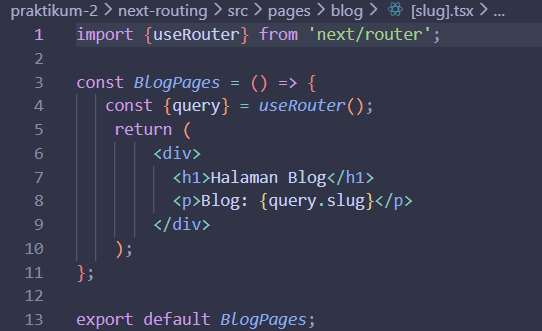 praktikum-2 > next-routing > src > pages > blog > [slug].tsx > ...
1 import {useRouter} from 'next/router';
2
3 const BlogPages = () => {
4 const {query} = useRouter();
5 return (
6 <div>
7 <h1>Halaman Blog</h1>
8 <p>Blog: {query.slug}</p>
9 </div>
10 );
11 };
12
13 export default BlogPages;